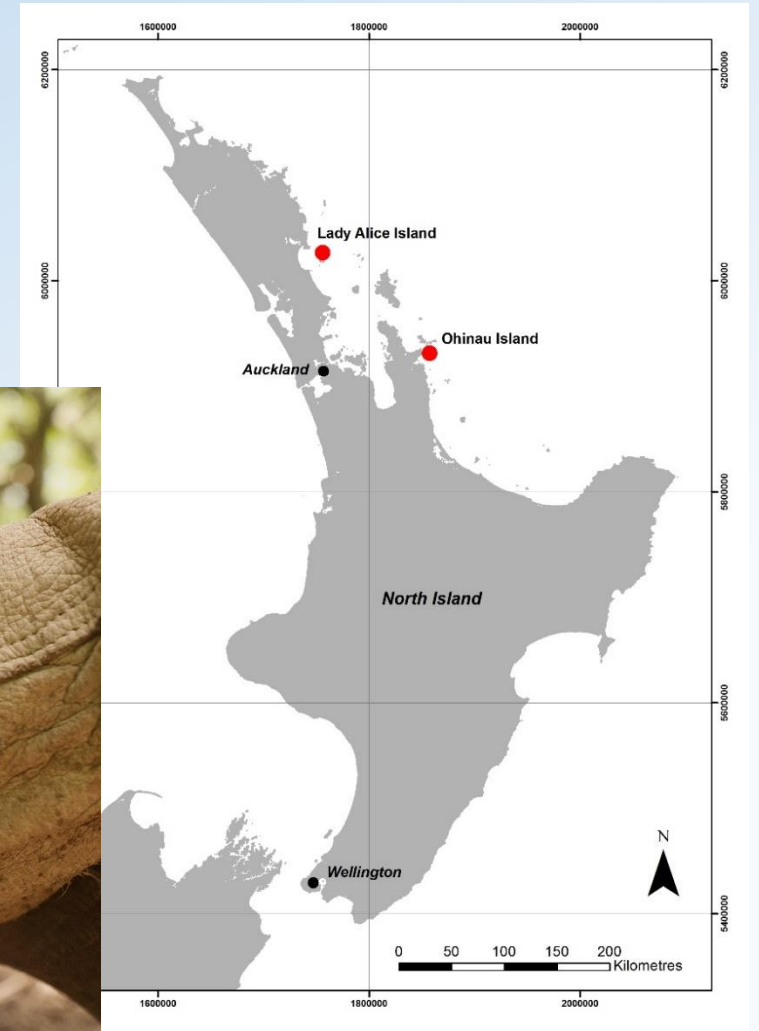 1600000 1800000 2000000
6200000 6200000
Lady Alice Island
6000000 6000000
Ohinau Island
Auckland
5800000
North Island
5600000
N
Wellington
5400000
0 50 100 150 200
Kilometres
1600000 1800000 2000000